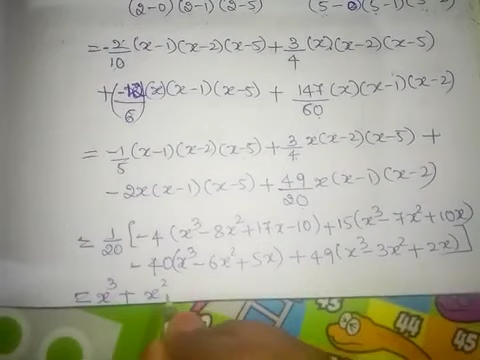 (2-0)(2-1)(2-5) (5-0)(5-1)(5-2)
= -2/10 (x-1)(x-2)(x-5) + 3/4 (x)(x-2)(x-5)
+ (-12/6)(x)(x-1)(x-5) + 147/60 (x)(x-1)(x-2)
= -1/5 (x-1)(x-2)(x-5) + 3/4 x(x-2)(x-5) +
-2x(x-1)(x-5) + 49/20 x(x-1)(x-2)
= 1/20 [-4(x³-8x²+17x-10)+15(x³-7x²+10x)
-40(x³-6x²+5x) + 49(x³-3x²+2x)]
= x³ + x²
43
44
45